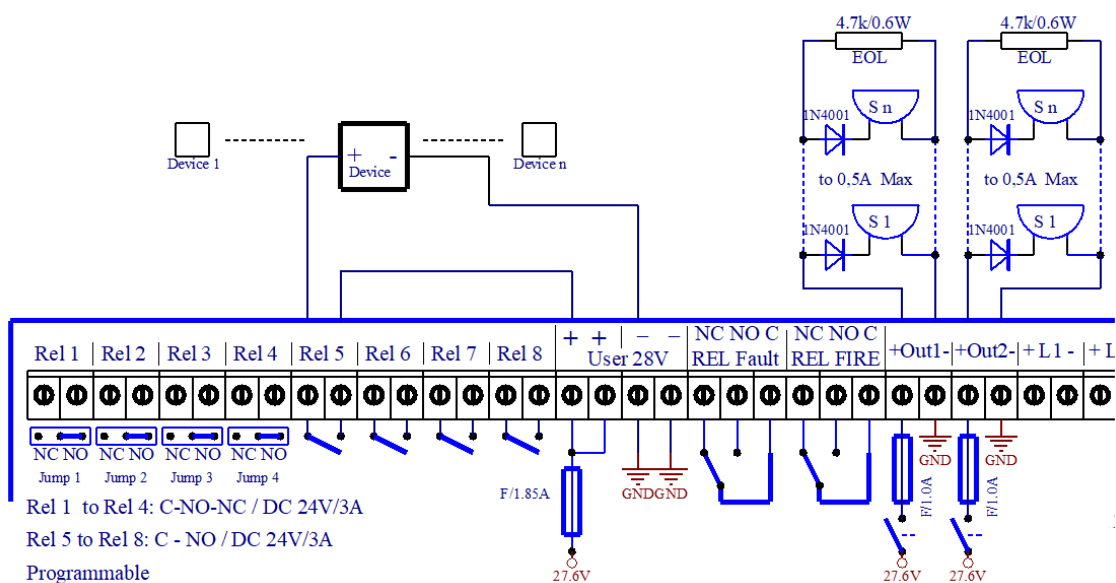 4.7k/0.6W
4.7k/0.6W
EOL
EOL
1N4001
S n
1N4001
S n
Device 1
+ -
Device
Device n
to 0,5A Max
to 0,5A Max
1N4001
S 1
1N4001
S 1
Rel 1 | Rel 2 | Rel 3 | Rel 4 | Rel 5 | Rel 6 | Rel 7 | Rel 8
+ + - -
User 28V
NC NO C
REL Fault
NC NO C
REL FIRE
+Out1-
+Out2-
+ L1 -
+ L
NC NO
NC NO
NC NO
NC NO
Jump 1
Jump 2
Jump 3
Jump 4
F/1.85A
GND
GND
F/1.0A
GND
F/1.0A
GND
Rel 1 to Rel 4: C-NO-NC / DC 24V/3A
Rel 5 to Rel 8: C - NO / DC 24V/3A
Programmable
27.6V
27.6V
27.6V